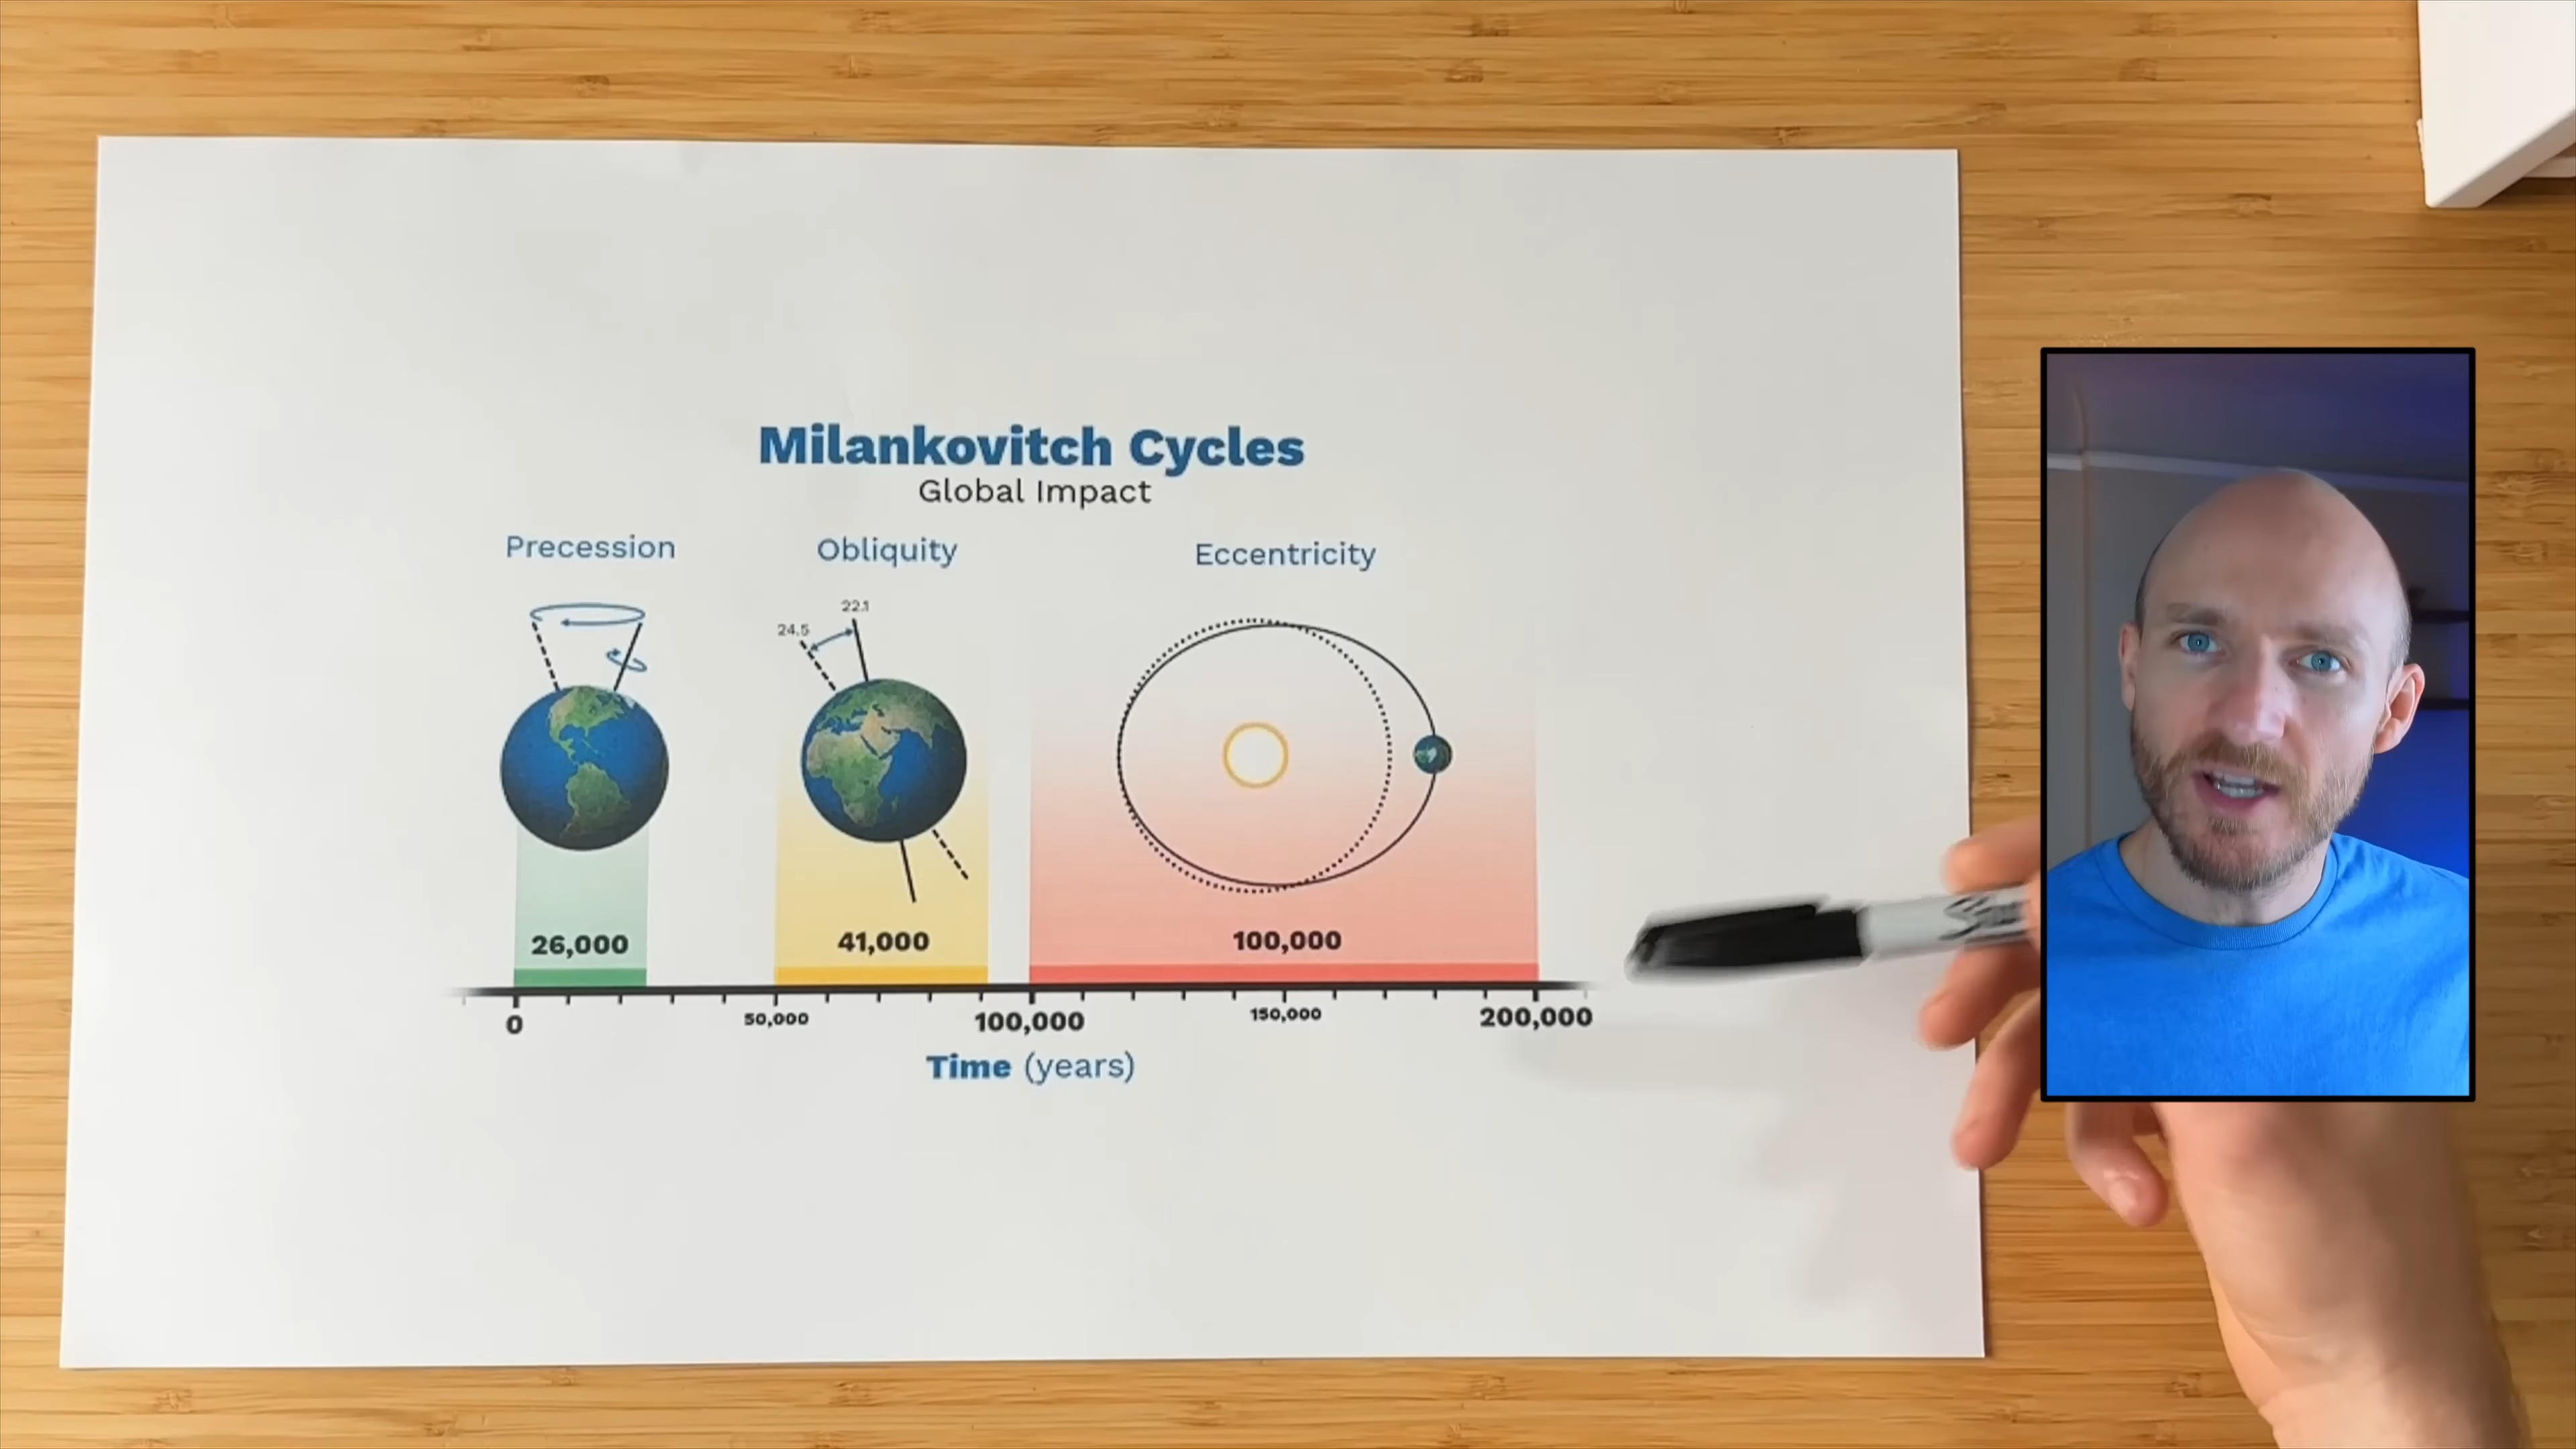 Milankovitch Cycles
Global Impact
Precession
Obliquity
Eccentricity
22.1
24.5
26,000
41,000
100,000
0
50,000
100,000
150,000
200,000
Time (years)